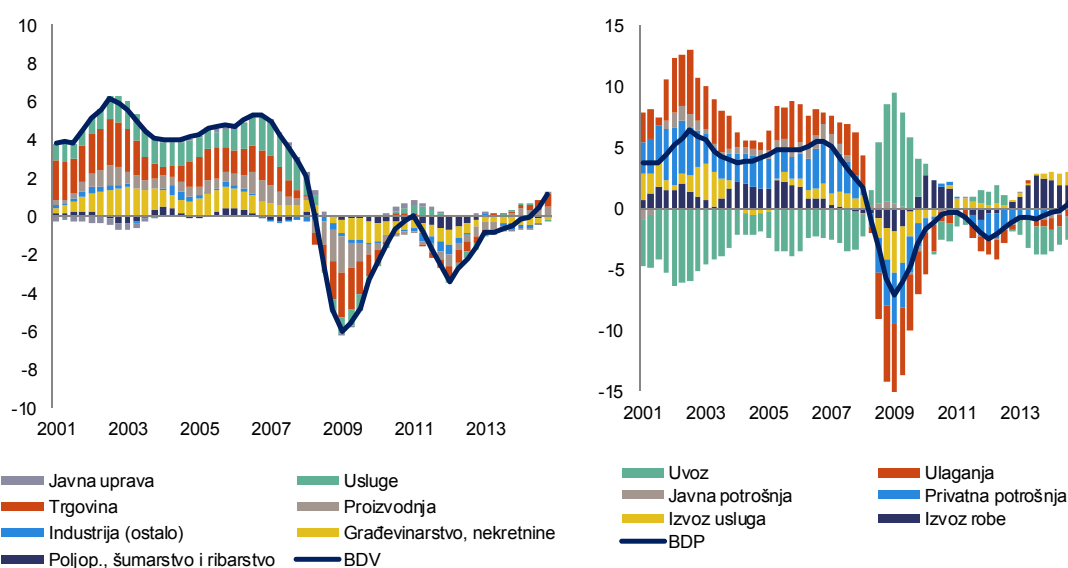 10
8
6
4
2
0
-2
-4
-6
-8
-10
2001 2003 2005 2007 2009 2011 2013
Javna uprava Usluge
Trgovina Proizvodnja
Industrija (ostalo) Građevinarstvo, nekretnine
Poljop., šumarstvo i ribarstvo BDV
15
10
5
0
-5
-10
-15
2001 2003 2005 2007 2009 2011 2013
Uvoz Ulaganja
Javna potrošnja Privatna potrošnja
Izvoz usluga Izvoz robe
BDP